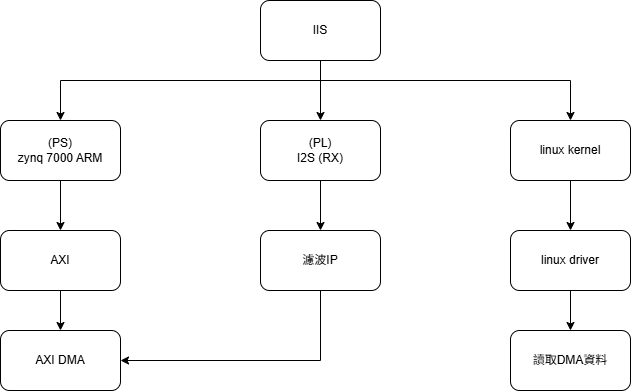 IIS
(PS)
zynq 7000 ARM
(PL)
I2S (RX)
linux kernel
AXI
濾波IP
linux driver
AXI DMA
讀取DMA資料